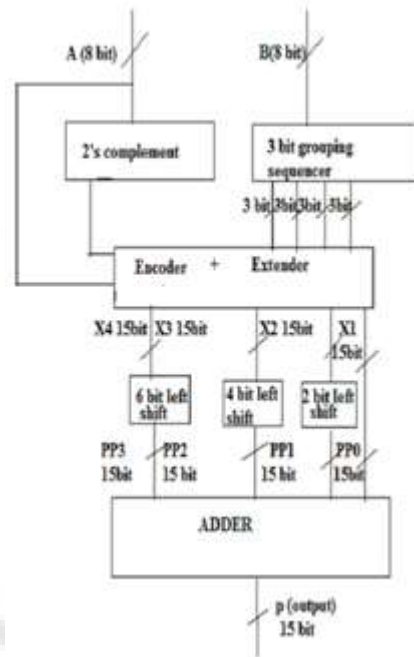 A (8 bit)
B(8 bit)
2's complement
3 bit grouping
sequencer
3 bit 3bit 3bit 3bit
Encoder + Extender
X4 15bit X3 15bit X2 15bit X1
15bit
6 bit left
shift
4 bit left
shift
2 bit left
shift
PP3 PP2 PP1 PP0
15bit 15 bit 15 bit 15bit
ADDER
p (output)
15 bit